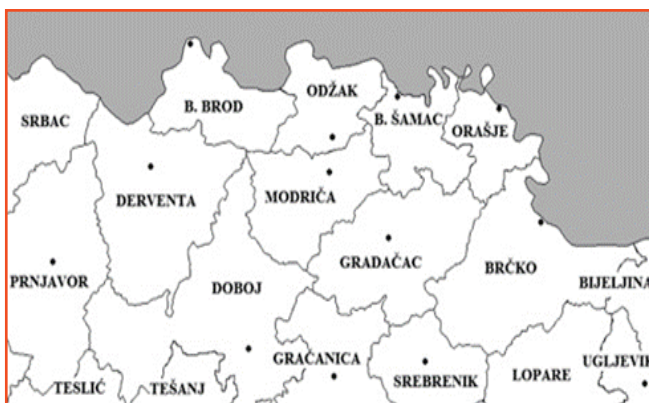 ODŽAK
B. BROD
SRBAC
B. ŠAMAC
ORAŠJE
DERVENTA
MODRIČA
GRADAČAC
BRČKO
PRNJAVOR
BIJELJINA
DOBOJ
GRAČANICA
UGLJEVIK
TESLIĆ
TEŠANJ
SREBRENIK
LOPARE